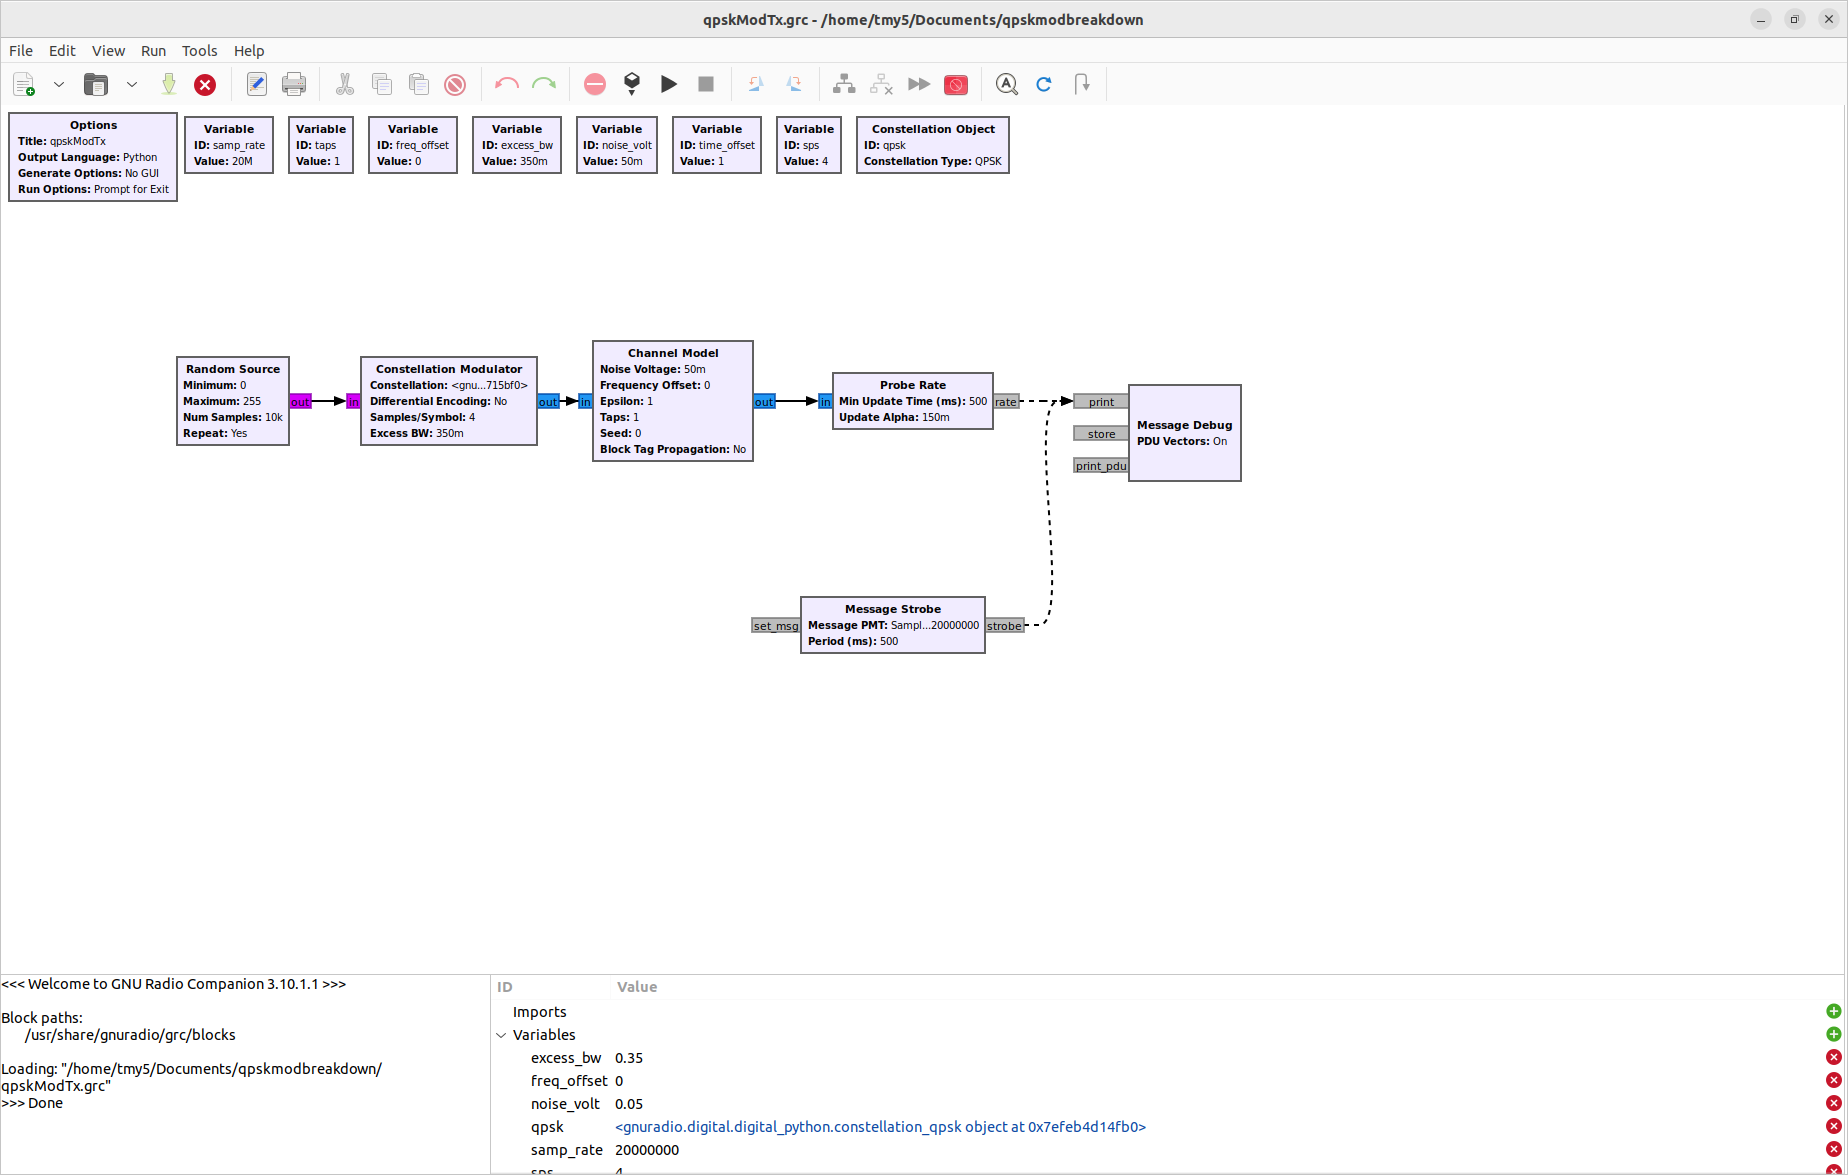 qpskModTx.grc - /home/tmy5/Documents/qpskmodbreakdown
File Edit View Run Tools Help
Options
Title: qpskModTx
Output Language: Python
Generate Options: No GUI
Run Options: Prompt for Exit
Variable
ID: samp_rate
Value: 20M
Variable
ID: taps
Value: 1
Variable
ID: freq_offset
Value: 0
Variable
ID: excess_bw
Value: 350m
Variable
ID: noise_volt
Value: 50m
Variable
ID: time_offset
Value: 1
Variable
ID: sps
Value: 4
Constellation Object
ID: qpsk
Constellation Type: QPSK
Random Source
Minimum: 0
Maximum: 255
Num Samples: 10k
Repeat: Yes
out
in
Constellation Modulator
Constellation: <gnu...715bf0>
Differential Encoding: No
Samples/Symbol: 4
Excess BW: 350m
out
in
Channel Model
Noise Voltage: 50m
Frequency Offset: 0
Epsilon: 1
Taps: 1
Seed: 0
Block Tag Propagation: No
out
in
Probe Rate
Min Update Time (ms): 500
Update Alpha: 150m
rate
print
store
print_pdu
Message Debug
PDU Vectors: On
set_msg
Message Strobe
Message PMT: Sampl...20000000
Period (ms): 500
strobe
<<< Welcome to GNU Radio Companion 3.10.1.1 >>>
Block paths:
/usr/share/gnuradio/grc/blocks
Loading: "/home/tmy5/Documents/qpskmodbreakdown/
qpskModTx.grc"
>>> Done
ID Value
Imports
Variables
excess_bw 0.35
freq_offset 0
noise_volt 0.05
qpsk <gnuradio.digital.digital_python.constellation_qpsk object at 0x7efeb4d14fb0>
samp_rate 20000000
sps 4